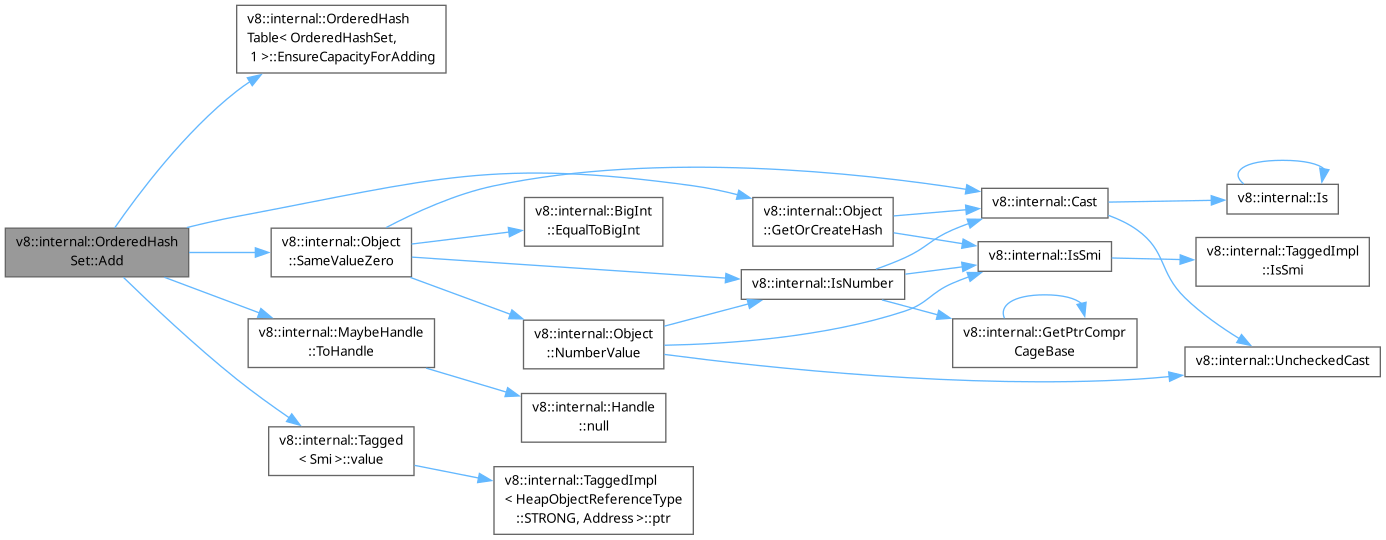 v8::internal::OrderedHash
Table< OrderedHashSet,
1 >::EnsureCapacityForAdding
v8::internal::OrderedHash
Set::Add
v8::internal::Object
::SameValueZero
v8::internal::MaybeHandle
::ToHandle
v8::internal::Tagged
< Smi >::value
v8::internal::BigInt
::EqualToBigInt
v8::internal::Object
::NumberValue
v8::internal::Handle
::null
v8::internal::TaggedImpl
< HeapObjectReferenceType
::STRONG, Address >::ptr
v8::internal::Object
::GetOrCreateHash
v8::internal::IsNumber
v8::internal::Cast
v8::internal::IsSmi
v8::internal::GetPtrCompr
CageBase
v8::internal::Is
v8::internal::TaggedImpl
::IsSmi
v8::internal::UncheckedCast